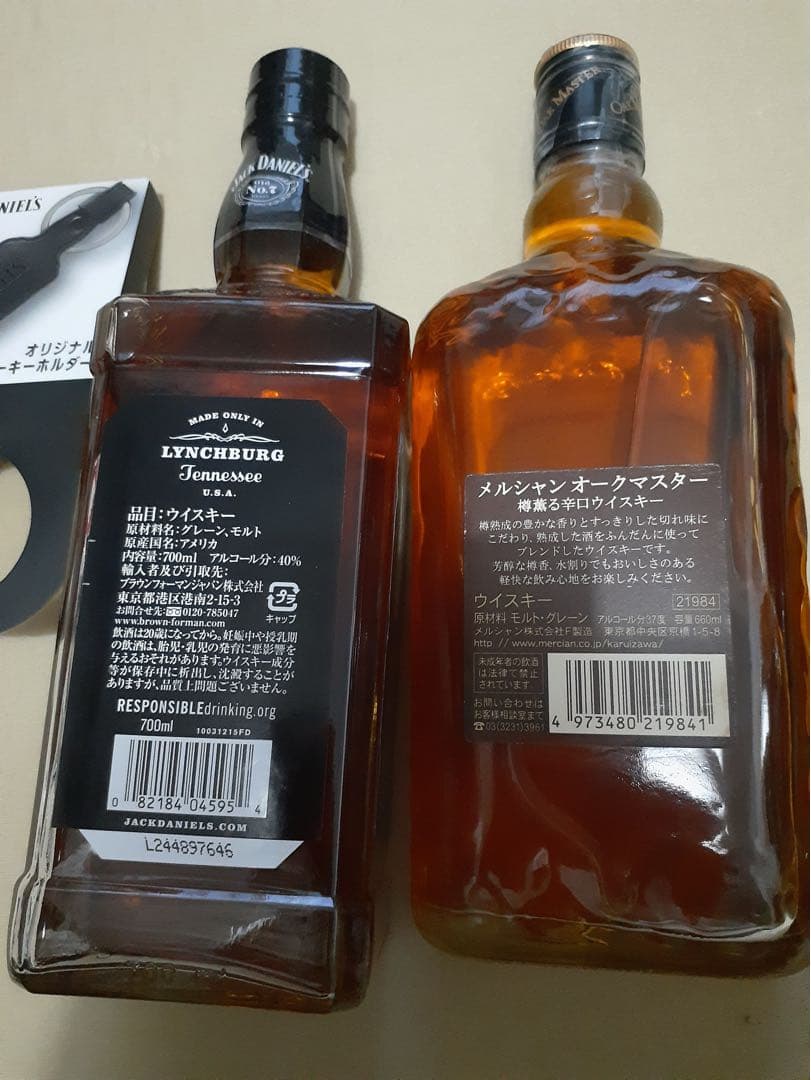 NIEL'S
オリジナル
ーキーホルダー
JACK DANIEL'S
OLD
NO.7
MADE ONLY IN
LYNCHBURG
Tennessee
U.S.A.
品目:ウイスキー
原材料名:グレーン、モルト
原産国名:アメリカ
内容量:700ml アルコール分:40%
輸入者及び引取先:
ブラウンフォーマンジャパン株式会社
東京都港区港南2-15-3
お問合せ先:0120-785047
www.brown-forman.com
プラ
キャップ
飲酒は20歳になってから。妊娠中や授乳期
の飲酒は、胎児・乳児の発育に悪影響を
与えるおそれがあります。ウイスキー成分
等が保存中に析出し、沈澱することが
ありますが、品質上問題ございません。
RESPONSIBLEdrinking.org
700ml
10031215FD
0 82184 04595 4
JACKDANIELS.COM
L244897646
MASTER
メルシャン オークマスター
樽薫る辛口ウイスキー
樽熟成の豊かな香りとすっきりした切れ味に
こだわり、熟成した酒をふんだんに使って
ブレンドしたウイスキーです。
芳醇な樽香、水割りでもおいしさのある
軽快な飲み心地をお楽しみください。
ウイスキー 21984
原材料 モルト・グレーン アルコール分37度 容量660ml
メルシャン株式会社F製造 東京都中央区京橋1-5-8
http://www.mercian.co.jp/karuizawa/
未成年者の飲酒
は法律で禁止
されています。
お問い合わせは
お客様相談室まで
☎03(3231)3961
4 973480 219841